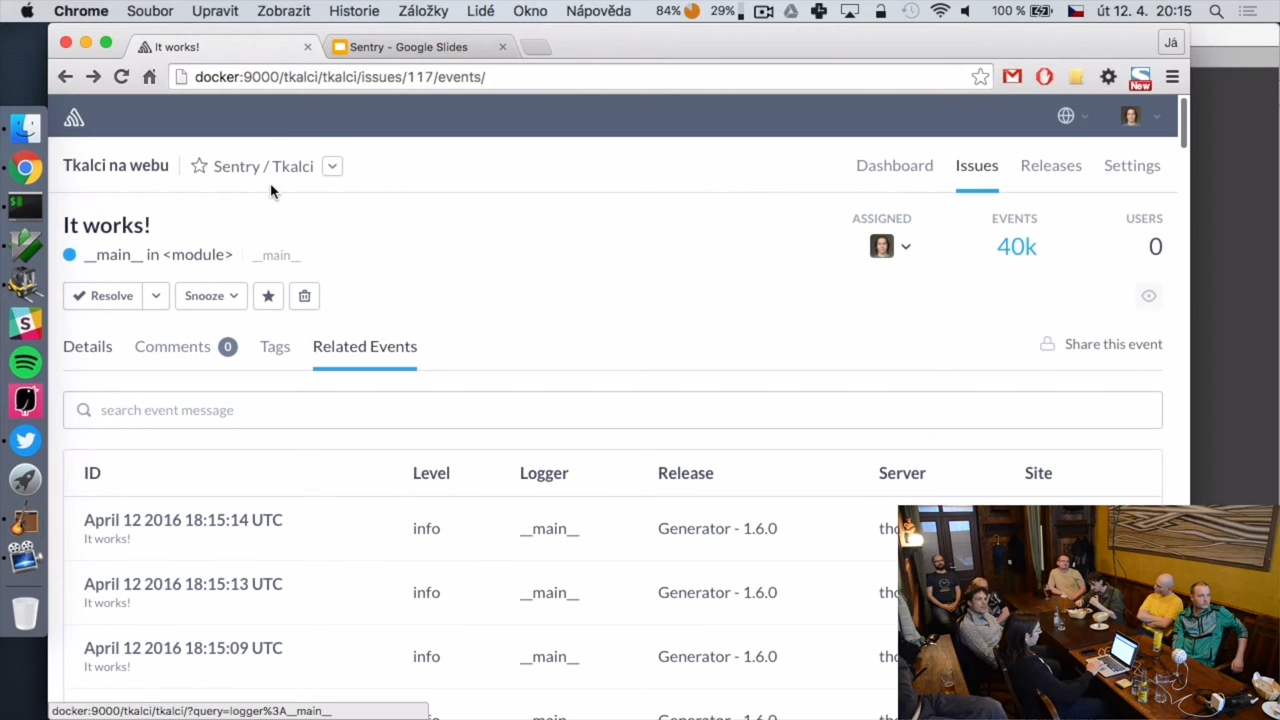 Chrome Soubor Upravit Zobrazit Historie Záložky Lidé Okno Nápověda 84% 29% 100 % út 12. 4. 20:15
It works! Sentry - Google Slides Já
docker:9000/tkalci/tkalci/issues/117/events/
New
Tkalci na webu Sentry / Tkalci Dashboard Issues Releases Settings
It works! ASSIGNED EVENTS USERS
40k 0
__main__ in <module> __main__
Resolve Snooze
Details Comments 0 Tags Related Events Share this event
search event message
ID Level Logger Release Server Site
April 12 2016 18:15:14 UTC info __main__ Generator - 1.6.0
It works!
April 12 2016 18:15:13 UTC info __main__ Generator - 1.6.0
It works!
April 12 2016 18:15:09 UTC info __main__ Generator - 1.6.0
It works!
docker:9000/tkalci/tkalci/?query=logger%3A__main__